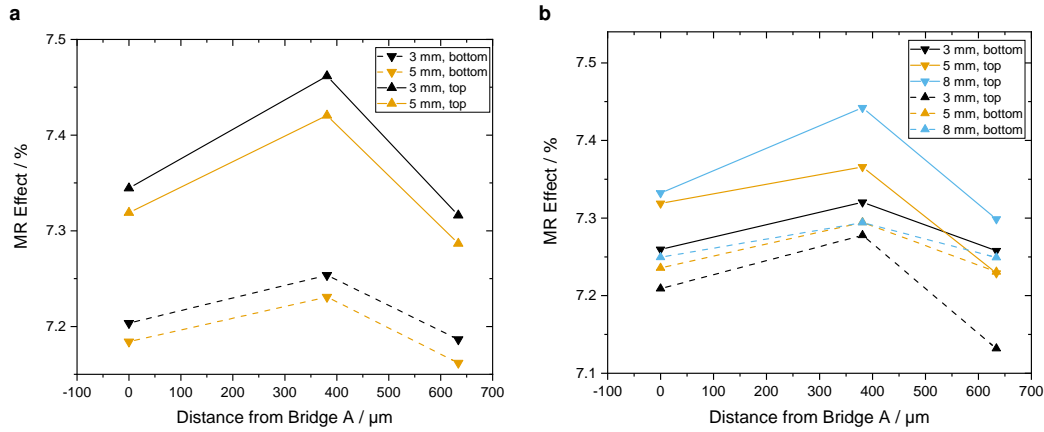 a
7.5
7.4
7.3
7.2
MR Effect / %
-100 0 100 200 300 400 500 600 700
Distance from Bridge A / µm
3 mm, bottom
5 mm, bottom
3 mm, top
5 mm, top
b
7.5
7.4
7.3
7.2
7.1
MR Effect / %
-100 0 100 200 300 400 500 600 700
Distance from Bridge A / µm
3 mm, bottom
5 mm, top
8 mm, top
3 mm, top
5 mm, bottom
8 mm, bottom